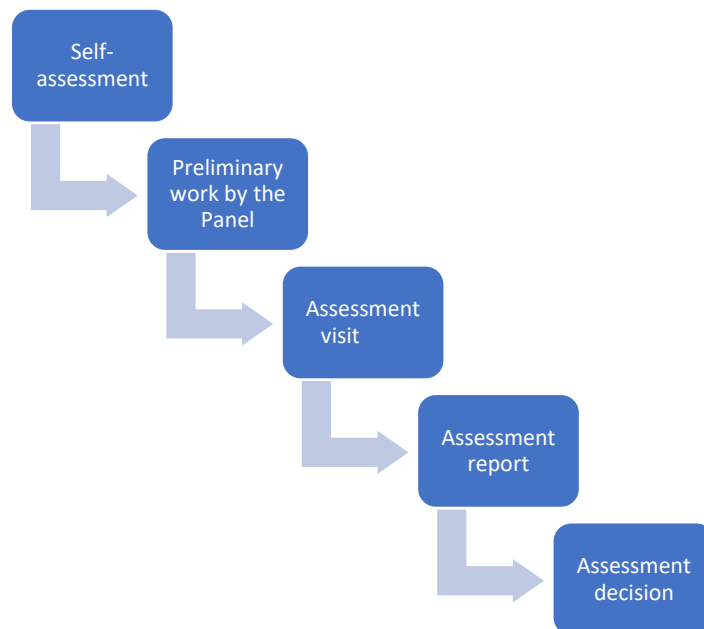 Self-
assessment
Preliminary
work by the
Panel
Assessment
visit
Assessment
report
Assessment
decision